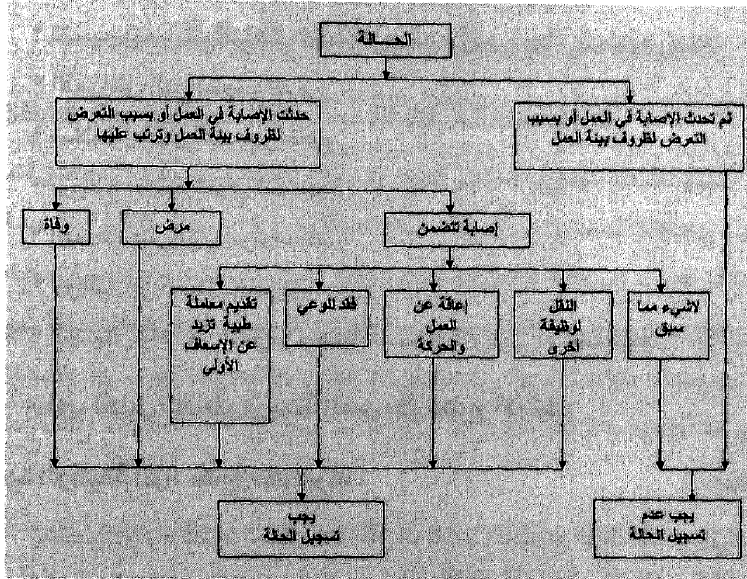 الحالة
لم تحدث الإصابة في العمل أو بسبب
التعرض لظروف بيئة العمل
حدثت الإصابة في العمل أو بسبب التعرض
لظروف بيئة العمل وترتب عليها
إصابة تتضمن
مرض
وفاة
لاشيء مما
سبق
النقل
لوظيفة
أخرى
إعاقة عن
العمل
والحركة
فقد للوعي
تقديم معاملة
طبية تزيد
عن الإسعاف
الأولي
يجب عدم
تسجيل الحالة
يجب
تسجيل الحالة